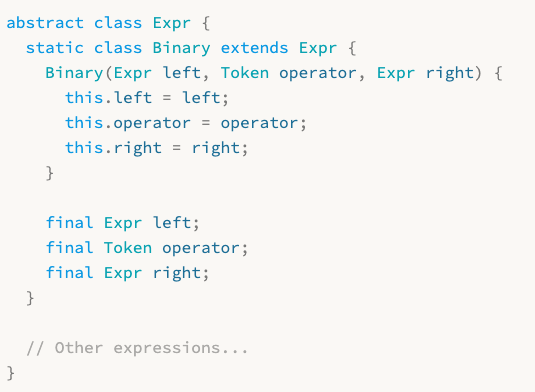 abstract class Expr {
  static class Binary extends Expr {
    Binary(Expr left, Token operator, Expr right) {
      this.left = left;
      this.operator = operator;
      this.right = right;
    }

    final Expr left;
    final Token operator;
    final Expr right;
  }

  // Other expressions...
}